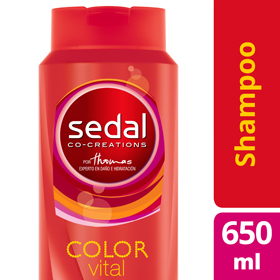 sedal
CO-CREATIONS
POR Thomas
EXPERTO EN DAÑO E HIDRATACIÓN
COLOR
vital
Shampoo
650
ml